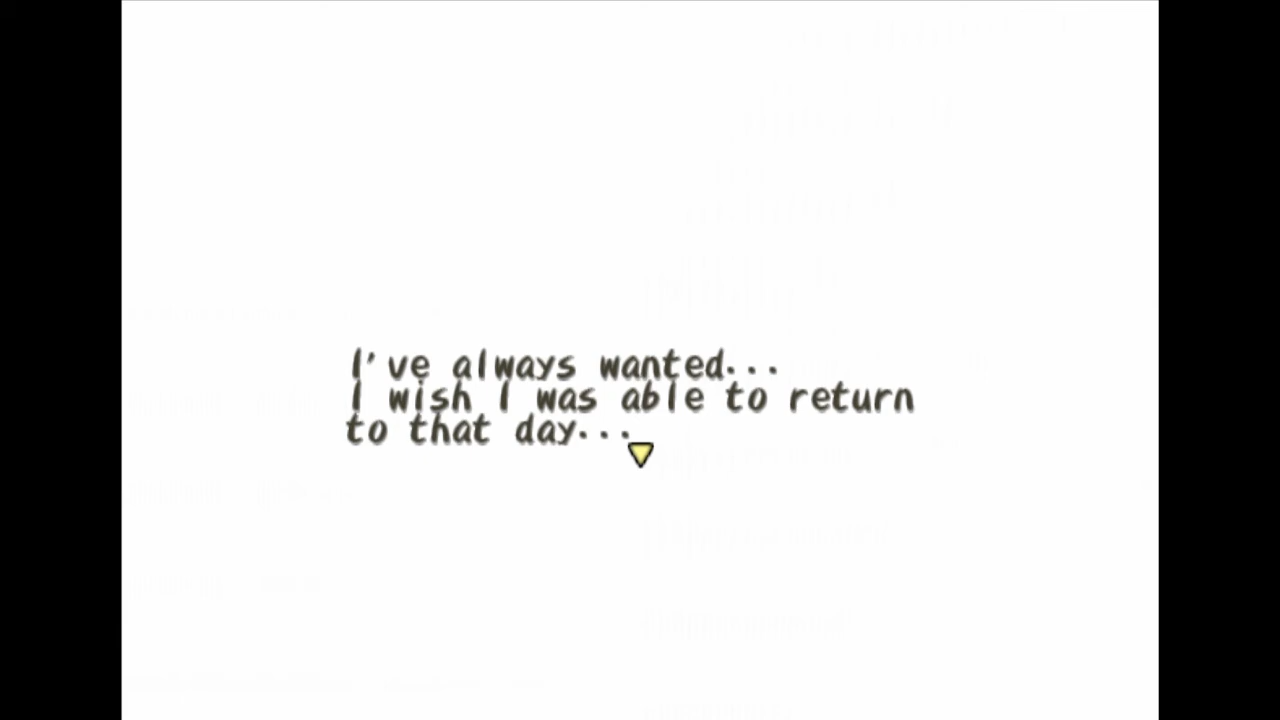 I've always wanted...
I wish I was able to return
to that day...